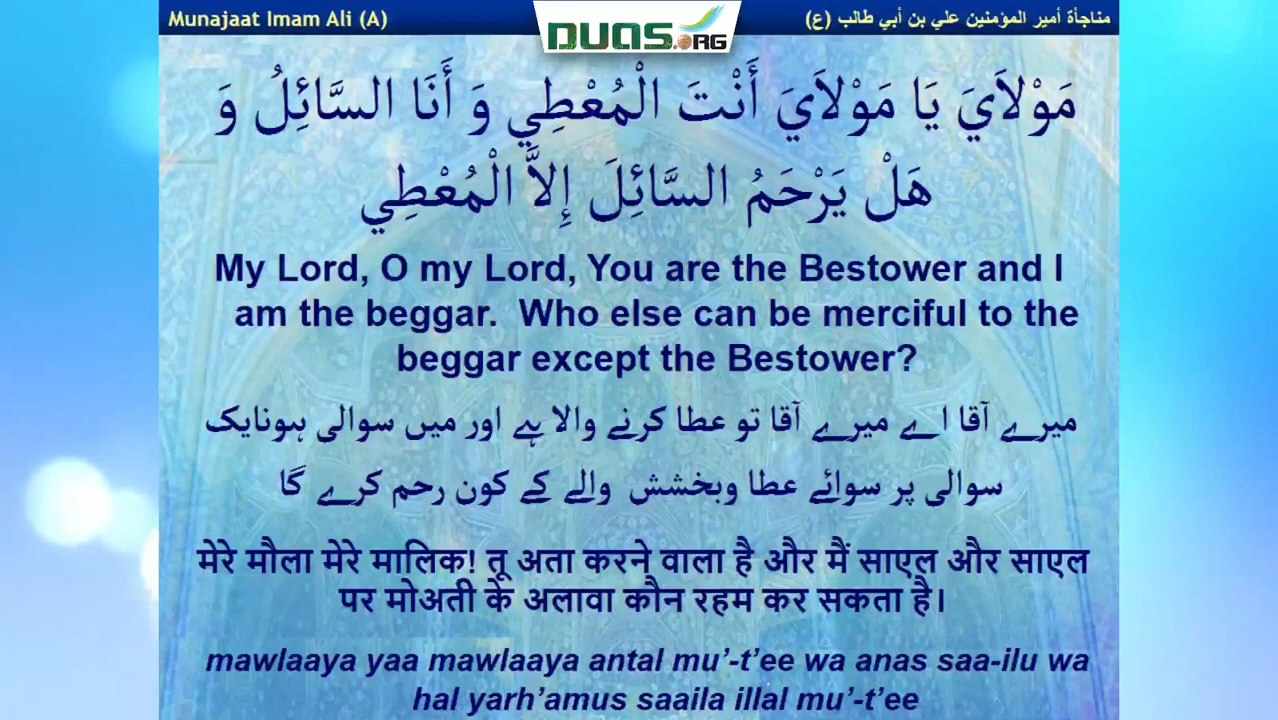 Munajaat Imam Ali (A)
DUAS.ORG
مناجأة أمير المؤمنين علي بن أبي طالب (ع)
مَوْلاَيَ يَا مَوْلاَيَ أَنْتَ الْمُعْطِي وَ أَنَا السَّائِلُ وَ
هَلْ يَرْحَمُ السَّائِلَ إِلاَّ الْمُعْطِي
My Lord, O my Lord, You are the Bestower and I
am the beggar.  Who else can be merciful to the
beggar except the Bestower?
میرے آقا اے میرے آقا تو عطا کرنے والا ہے اور میں سوالی ہونایک
سوالی پر سوائے عطا وبخشش والے کے کون رحم کرے گا
मेरे मौला मेरे मालिक! तू अता करने वाला है और मैं साएल और साएल
पर मोअती के अलावा कौन रहम कर सकता है।
mawlaaya yaa mawlaaya antal mu’-t’ee wa anas saa-ilu wa
hal yarh’amus saaila illal mu’-t’ee